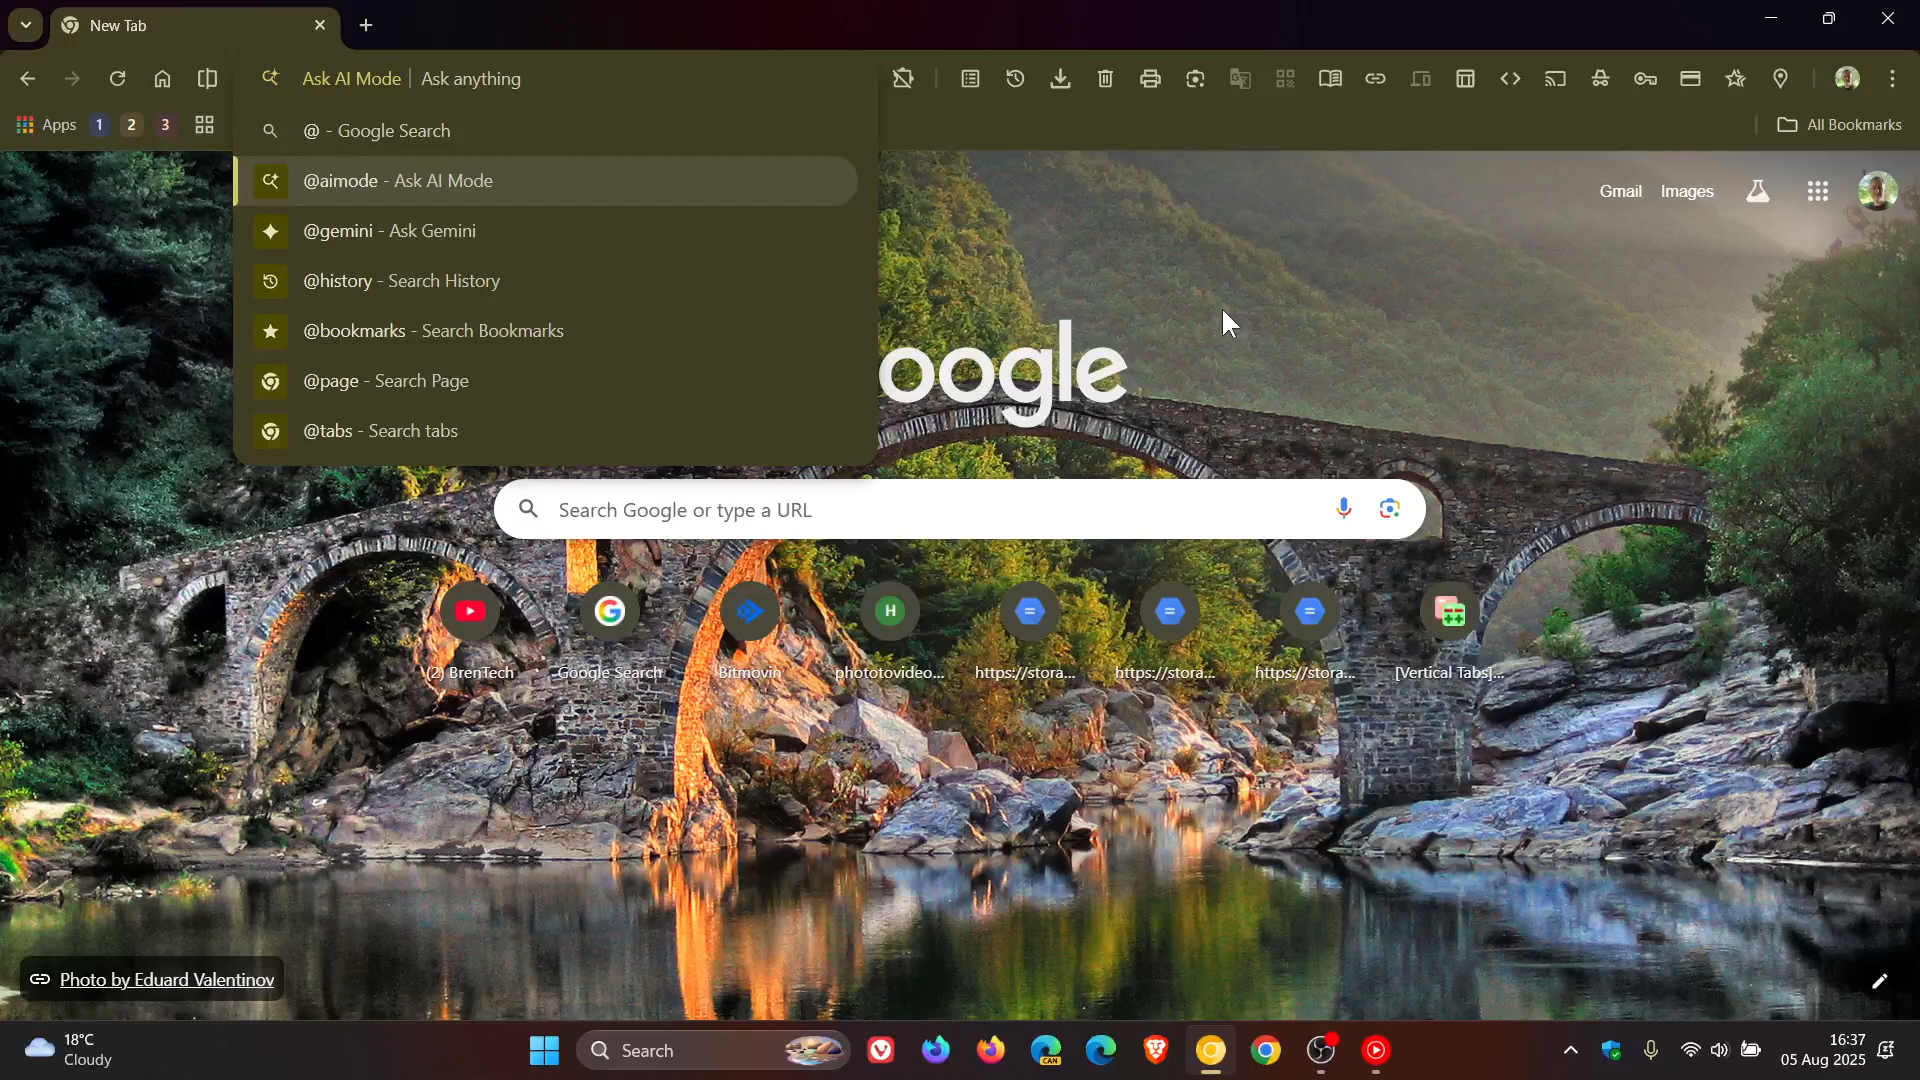 New Tab
Ask AI Mode | Ask anything
Apps
1
2
3
All Bookmarks
@ - Google Search
@aimode - Ask AI Mode
@gemini - Ask Gemini
@history - Search History
@bookmarks - Search Bookmarks
@page - Search Page
@tabs - Search tabs
Gmail
Images
oogle
Search Google or type a URL
H
(2) BrenTech
Google Search
Bitmovin
phototovideo...
https://stora...
https://stora...
https://stora...
[Vertical Tabs]...
Photo by Eduard Valentinov
18°C
Cloudy
Search
CAN
16:37
05 Aug 2025